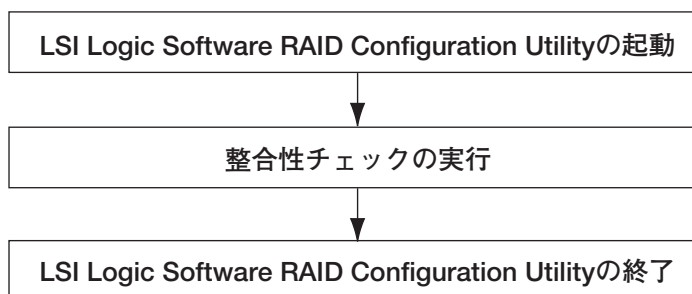 LSI Logic Software RAID Configuration Utilityの起動
整合性チェックの実行
LSI Logic Software RAID Configuration Utilityの終了